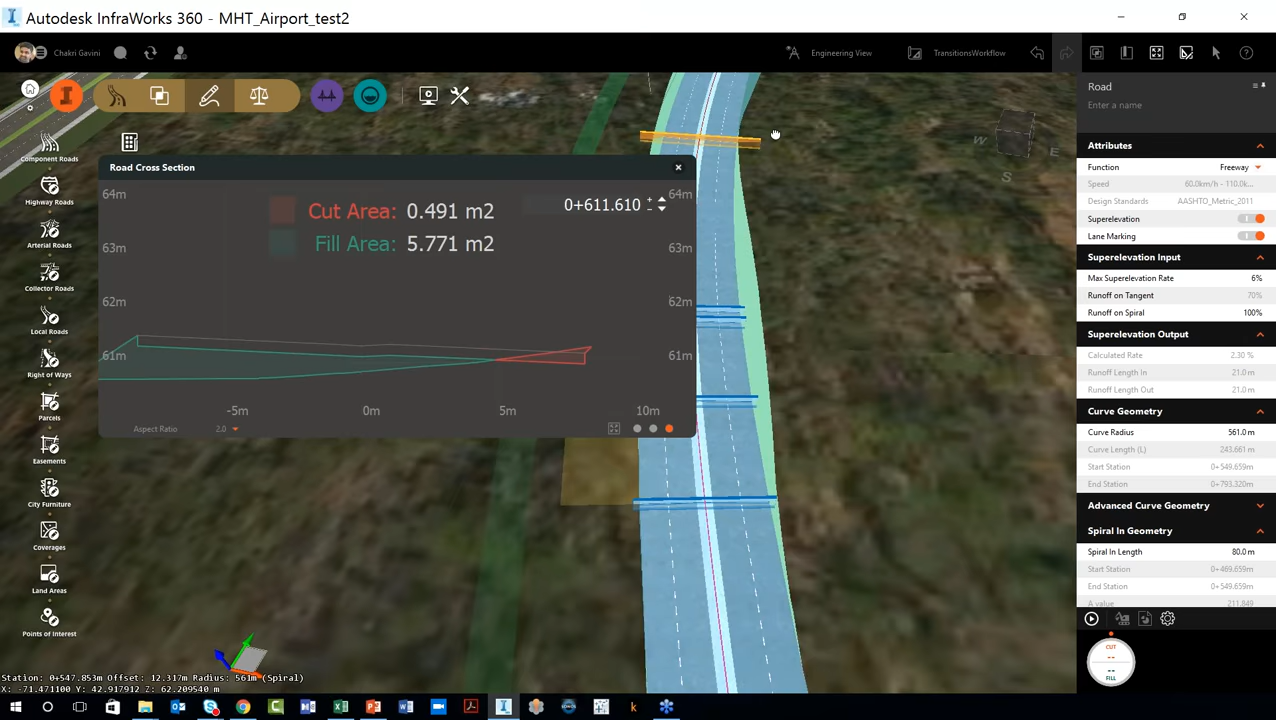 Autodesk InfraWorks 360 - MHT_Airport_test2
Chakri Gavini
Engineering View
TransitionsWorkflow
Component Roads
Highway Roads
Arterial Roads
Collector Roads
Local Roads
Right of Ways
Parcels
Easements
City Furniture
Coverages
Land Areas
Points of Interest
Road Cross Section
64m
63m
62m
61m
64m
63m
62m
61m
Cut Area: 0.491 m2
Fill Area: 5.771 m2
0+611.610
-5m 0m 5m 10m
Aspect Ratio 2.0
W
E
S
Station: 0+547.853m Offset: 12.317m Radius: 561m (Spiral)
X: -71.471100 Y: 42.917912 Z: 62.209540 m
Road
Enter a name
Attributes
Function Freeway
Speed 60.0km/h - 110.0k...
Design Standards AASHTO_Metric_2011
Superelevation
Lane Marking
Superelevation Input
Max Superelevation Rate 6%
Runoff on Tangent 70%
Runoff on Spiral 100%
Superelevation Output
Calculated Rate 2.30 %
Runoff Length In 21.0 m
Runoff Length Out 21.0 m
Curve Geometry
Curve Radius 561.0 m
Curve Length (L) 243.661 m
Start Station 0+549.659m
End Station 0+793.320m
Advanced Curve Geometry
Spiral In Geometry
Spiral In Length 80.0 m
Start Station 0+469.659m
End Station 0+549.659m
A value 211.849
CUT
--
--
FILL